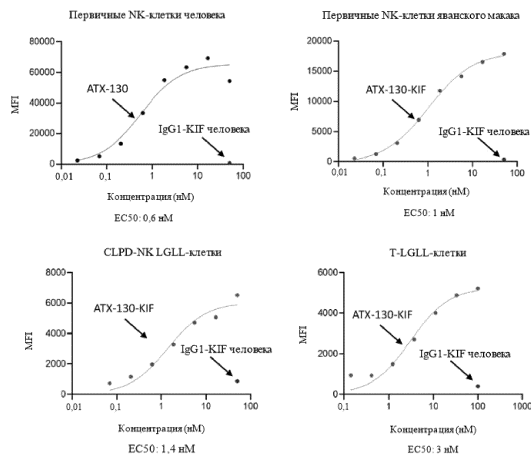 Первичные NK-клетки человека
MFI
80000
60000
40000
20000
0
ATX-130
IgG1-KIF человека
0,01
0,1
1
10
100
Концентрация (нМ)
EC50: 0,6 нМ
Первичные NK-клетки яванского макака
MFI
20000
15000
10000
5000
0
ATX-130-KIF
IgG1-KIF человека
0,01
0,1
1
10
100
Концентрация (нМ)
EC50: 1 нМ
CLPD-NK LGLL-клетки
MFI
8000
6000
4000
2000
0
ATX-130-KIF
IgG1-KIF человека
0,01
0,1
1
10
100
Концентрация (нМ)
EC50: 1,4 нМ
T-LGLL-клетки
MFI
6000
4000
2000
0
ATX-130-KIF
IgG1-KIF человека
0,1
1
10
100
1000
Концентрация (нМ)
EC50: 3 нМ